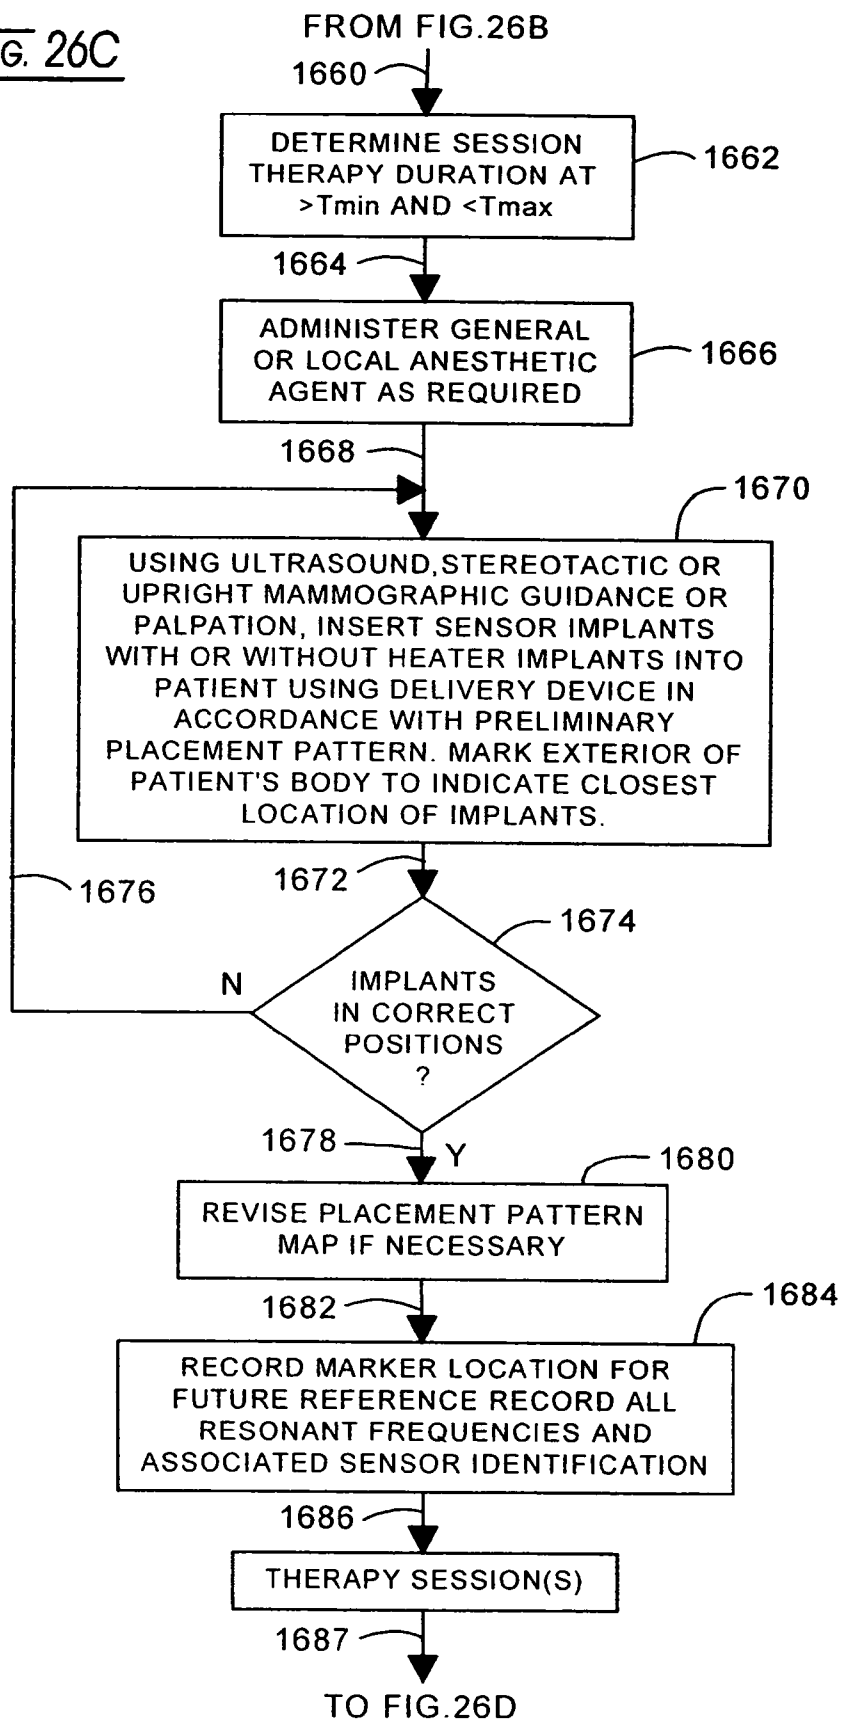 G. 26C
FROM FIG.26B
1660
DETERMINE SESSION
THERAPY DURATION AT
>Tmin AND <Tmax
1662
1664
ADMINISTER GENERAL
OR LOCAL ANESTHETIC
AGENT AS REQUIRED
1666
1668
1670
USING ULTRASOUND,STEREOTACTIC OR
UPRIGHT MAMMOGRAPHIC GUIDANCE OR
PALPATION, INSERT SENSOR IMPLANTS
WITH OR WITHOUT HEATER IMPLANTS INTO
PATIENT USING DELIVERY DEVICE IN
ACCORDANCE WITH PRELIMINARY
PLACEMENT PATTERN. MARK EXTERIOR OF
PATIENT'S BODY TO INDICATE CLOSEST
LOCATION OF IMPLANTS.
1672
1676
1674
N
IMPLANTS
IN CORRECT
POSITIONS
?
1678
Y
1680
REVISE PLACEMENT PATTERN
MAP IF NECESSARY
1682
1684
RECORD MARKER LOCATION FOR
FUTURE REFERENCE RECORD ALL
RESONANT FREQUENCIES AND
ASSOCIATED SENSOR IDENTIFICATION
1686
THERAPY SESSION(S)
1687
TO FIG.26D